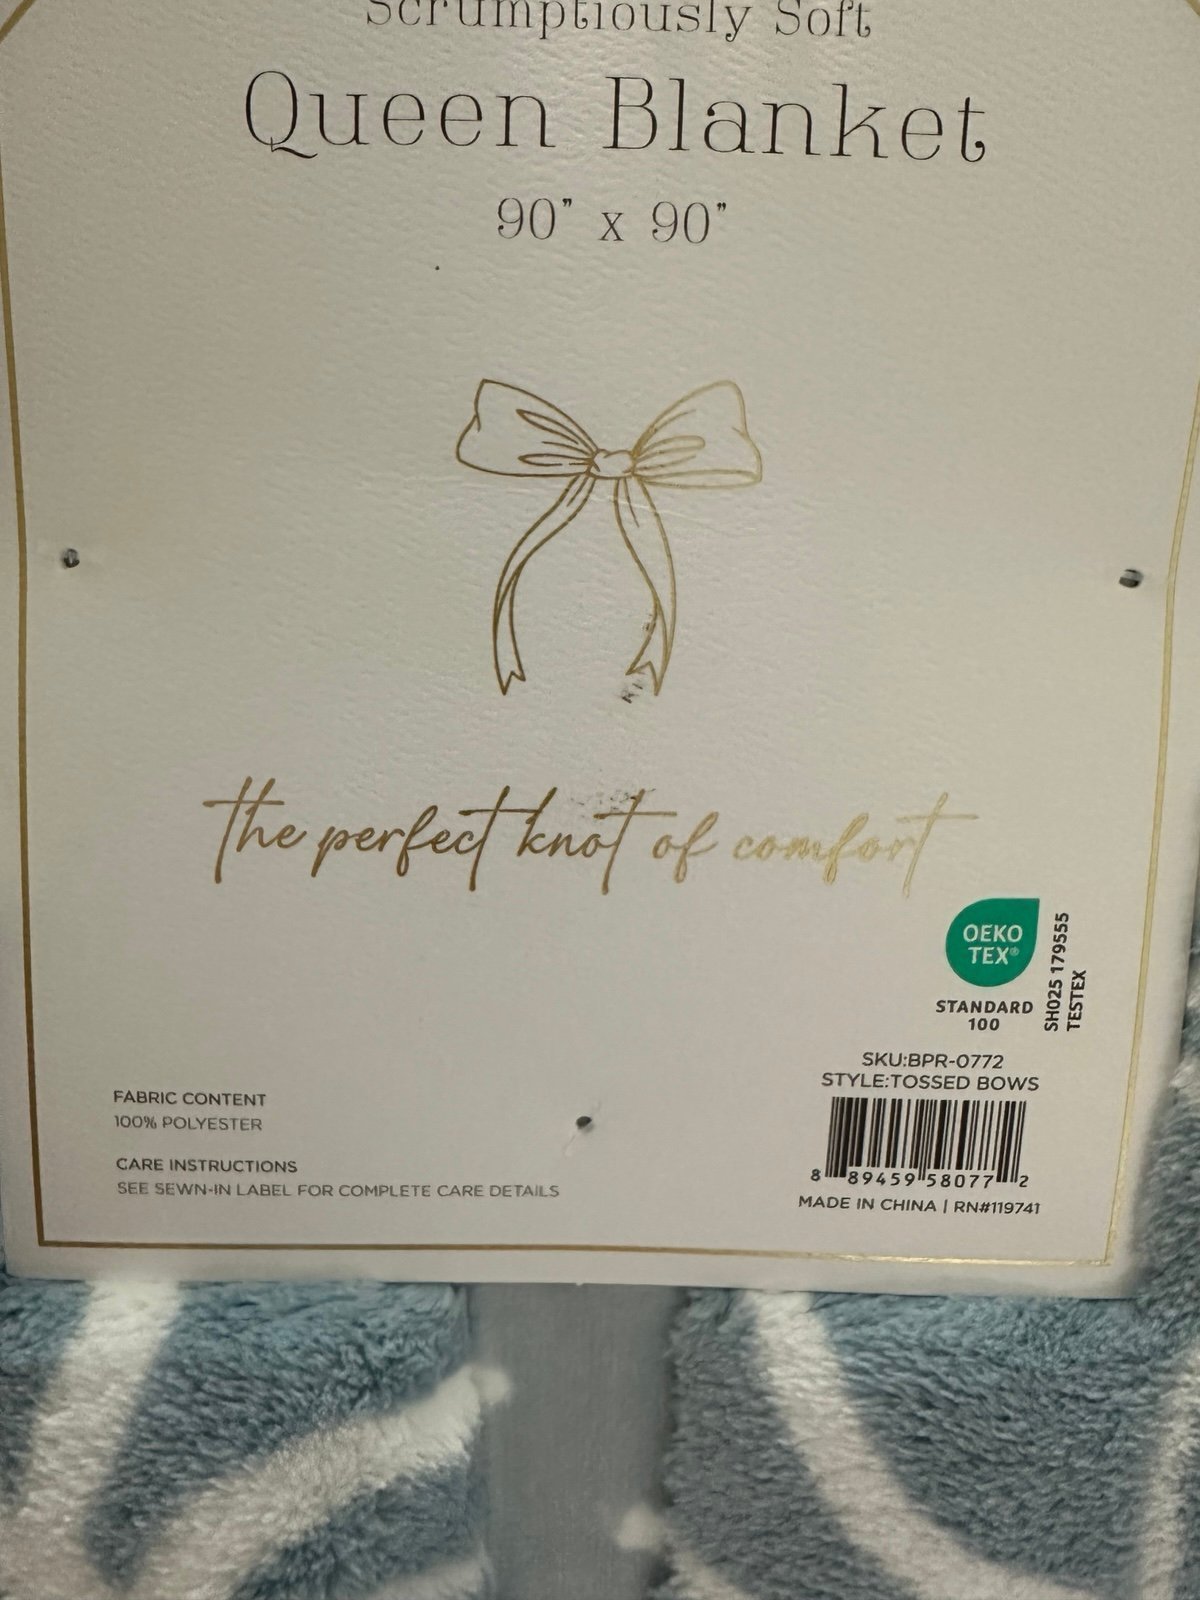 Scrumptiously Soft
Queen Blanket
90" x 90"
the perfect knot of comfort
OEKO
TEX®
STANDARD
100
SH025 179555
TESTEX
SKU:BPR-0772
STYLE:TOSSED BOWS
8 89459 58077 2
MADE IN CHINA | RN#119741
FABRIC CONTENT
100% POLYESTER
CARE INSTRUCTIONS
SEE SEWN-IN LABEL FOR COMPLETE CARE DETAILS